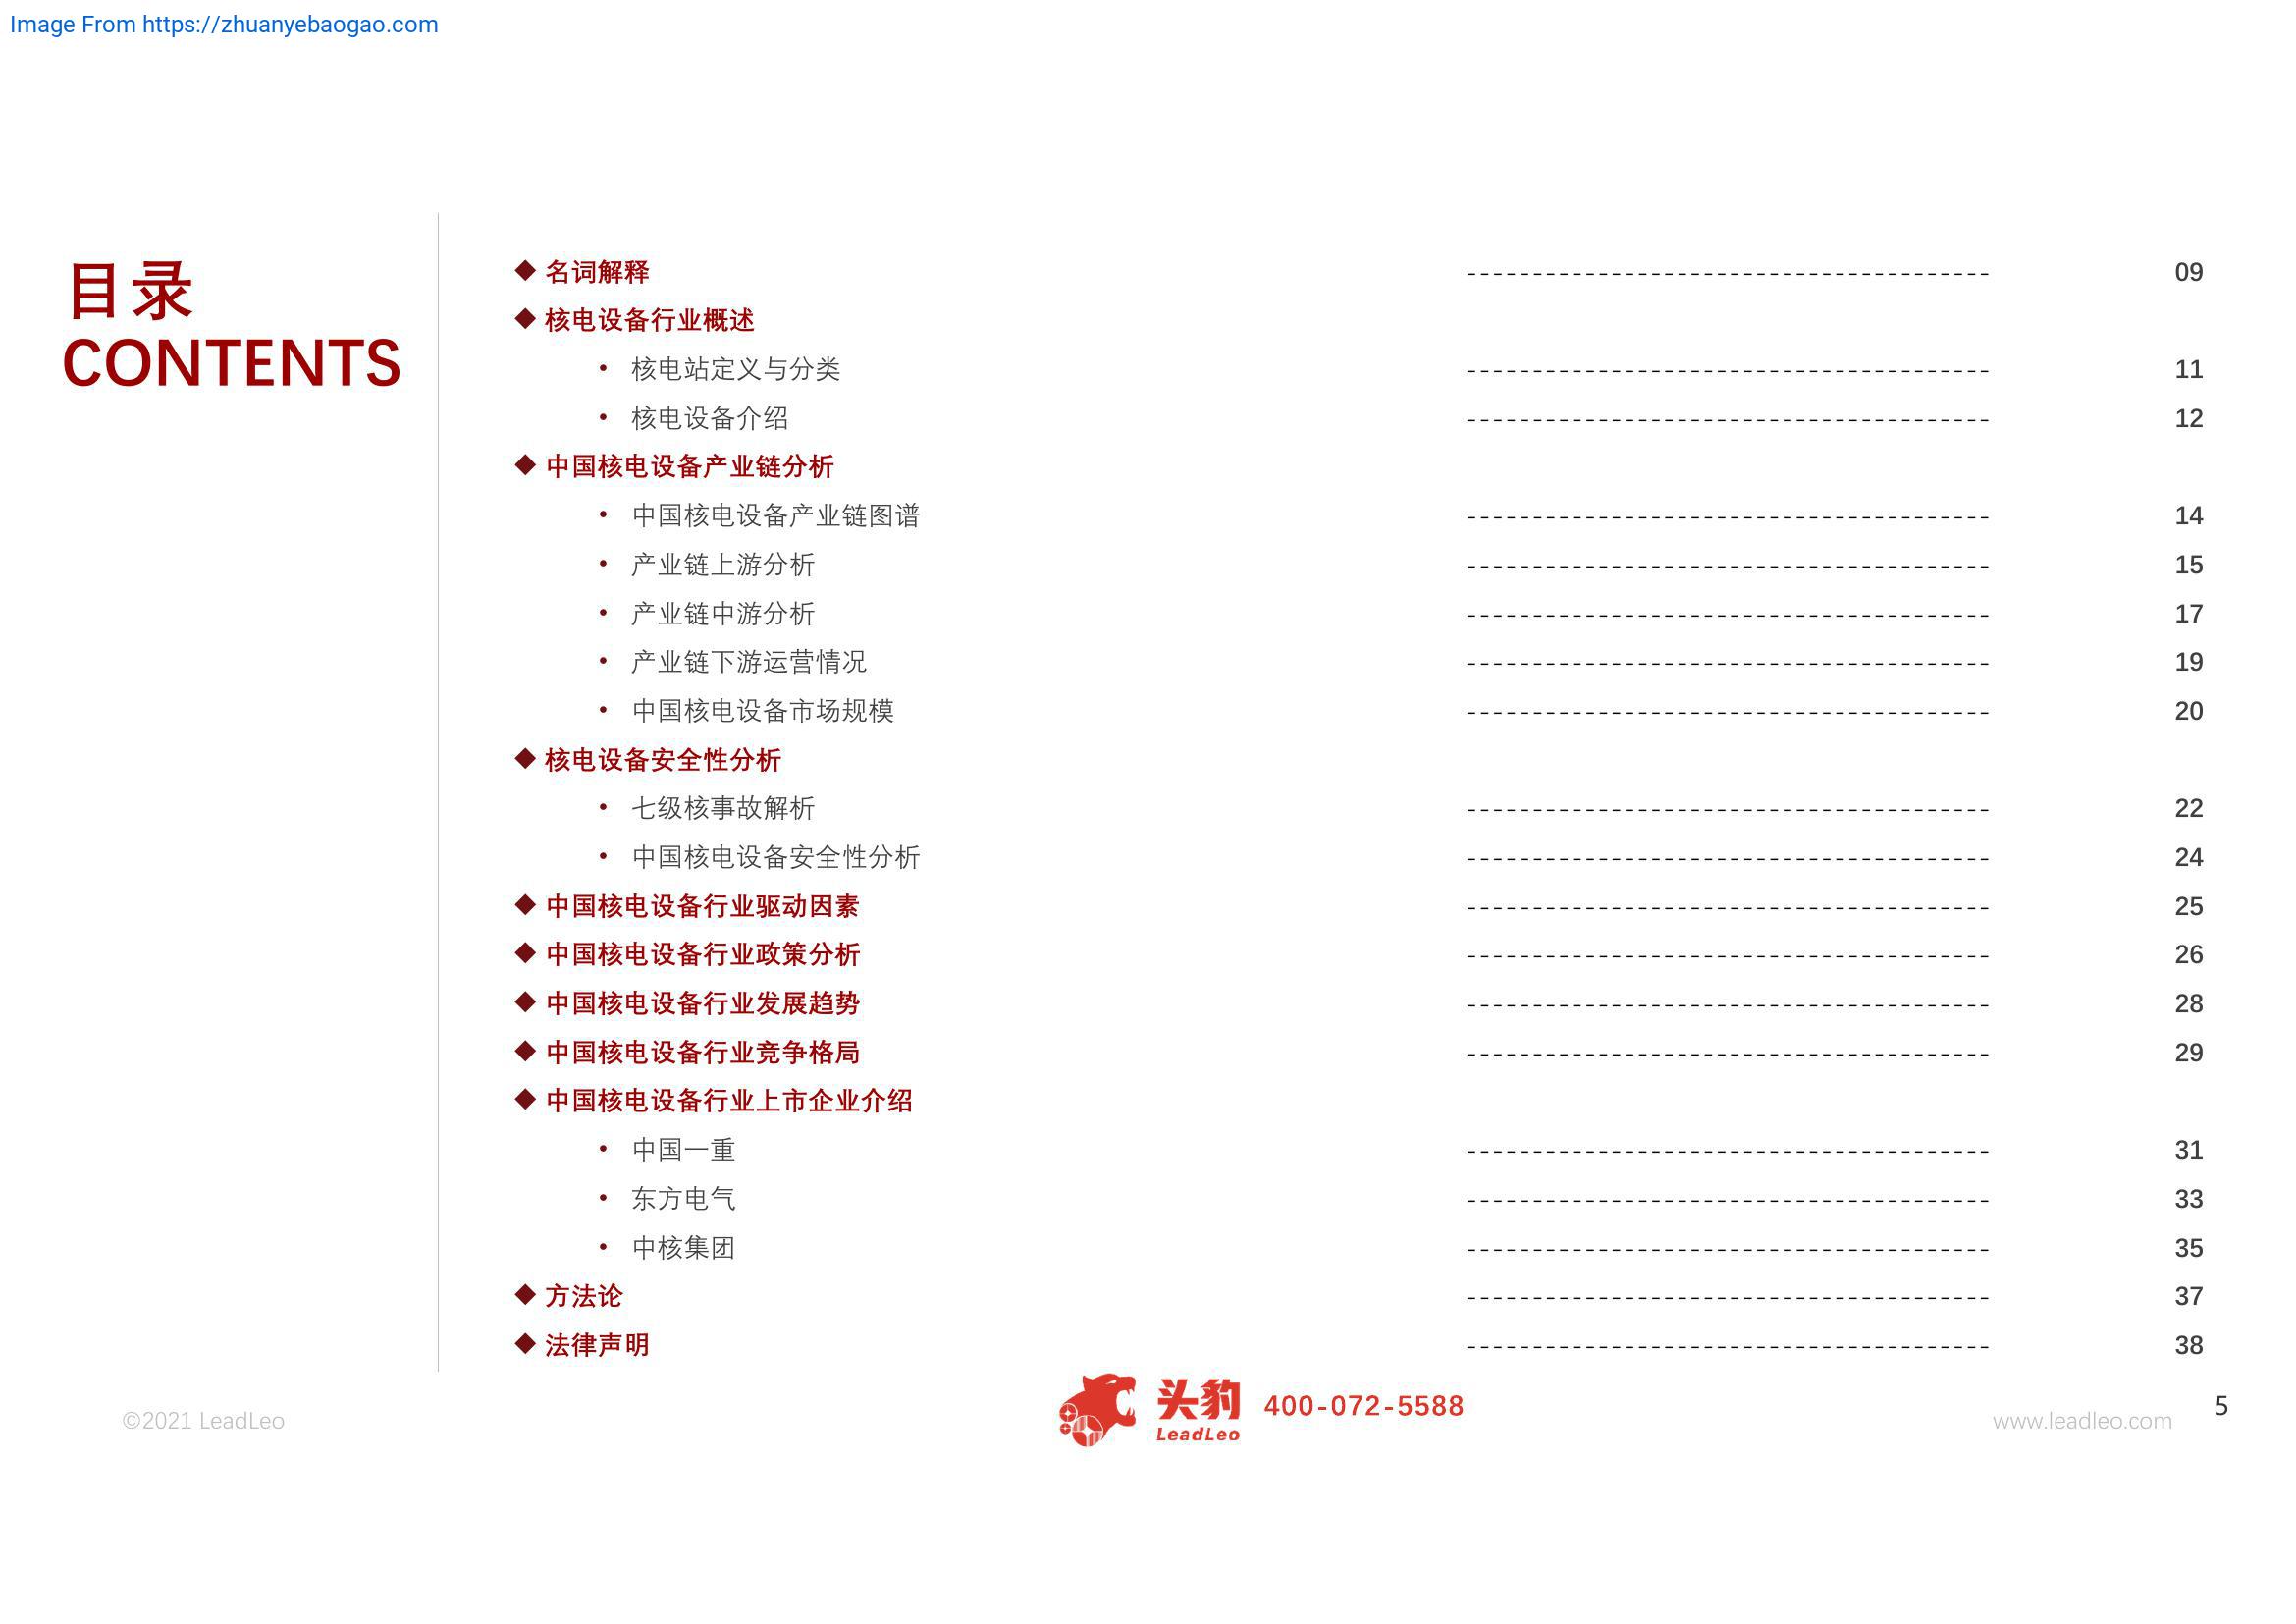 Image From https://zhuanyebaogao.com
目录
CONTENTS
◆ 名词解释 ---------------------------------------- 09
◆ 核电设备行业概述
• 核电站定义与分类 ---------------------------------------- 11
• 核电设备介绍 ---------------------------------------- 12
◆ 中国核电设备产业链分析
• 中国核电设备产业链图谱 ---------------------------------------- 14
• 产业链上游分析 ---------------------------------------- 15
• 产业链中游分析 ---------------------------------------- 17
• 产业链下游运营情况 ---------------------------------------- 19
• 中国核电设备市场规模 ---------------------------------------- 20
◆ 核电设备安全性分析
• 七级核事故解析 ---------------------------------------- 22
• 中国核电设备安全性分析 ---------------------------------------- 24
◆ 中国核电设备行业驱动因素 ---------------------------------------- 25
◆ 中国核电设备行业政策分析 ---------------------------------------- 26
◆ 中国核电设备行业发展趋势 ---------------------------------------- 28
◆ 中国核电设备行业竞争格局 ---------------------------------------- 29
◆ 中国核电设备行业上市企业介绍
• 中国一重 ---------------------------------------- 31
• 东方电气 ---------------------------------------- 33
• 中核集团 ---------------------------------------- 35
◆ 方法论 ---------------------------------------- 37
◆ 法律声明 ---------------------------------------- 38
©2021 LeadLeo
头豹
LeadLeo
400-072-5588
www.leadleo.com
5